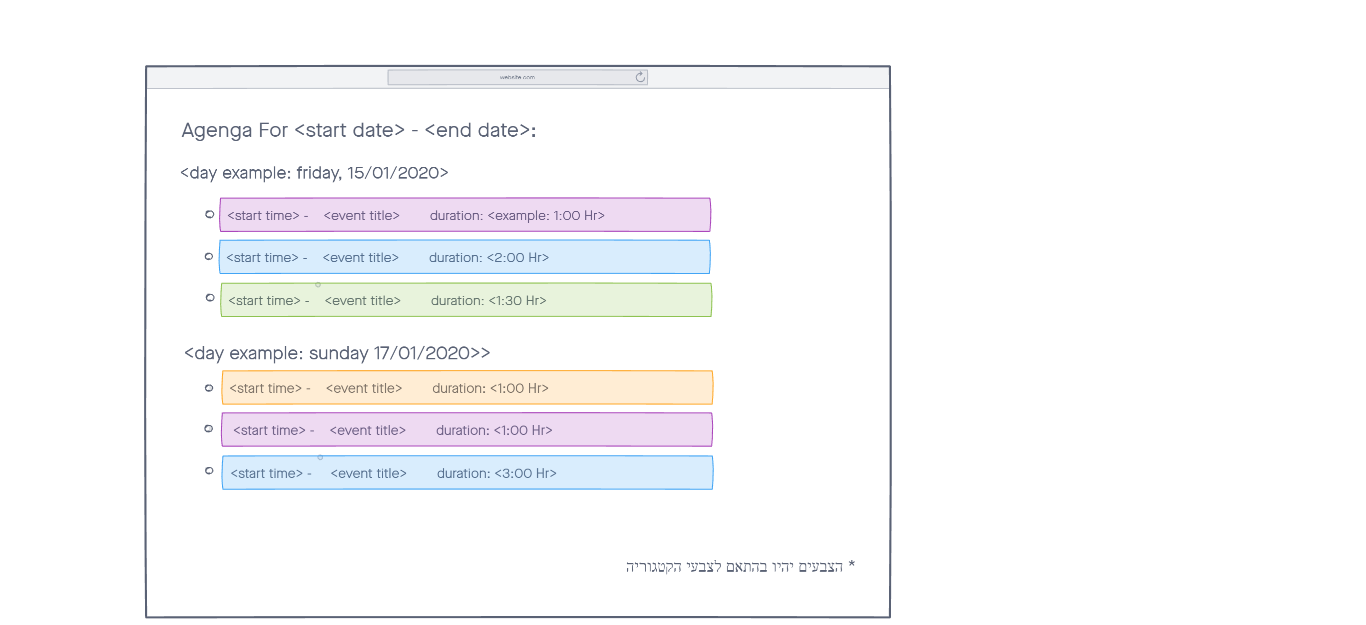 website.com
Agenga For <start date> - <end date>:
<day example: friday, 15/01/2020>
<start time> - <event title> duration: <example: 1:00 Hr>
<start time> - <event title> duration: <2:00 Hr>
<start time> - <event title> duration: <1:30 Hr>
<day example: sunday 17/01/2020>>
<start time> - <event title> duration: <1:00 Hr>
<start time> - <event title> duration: <1:00 Hr>
<start time> - <event title> duration: <3:00 Hr>
* הצבעים יהיו בהתאם לצבעי הקטגוריה